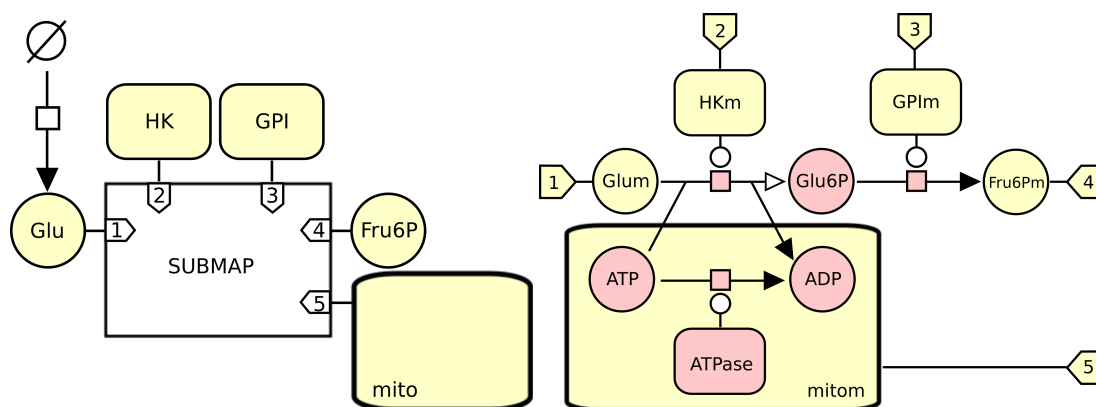 HK
GPI
2
3
Glu
1
4
Fru6P
SUBMAP
5
mito
2
3
HKm
GPIm
1
Glum
Glu6P
Fru6Pm
4
ATP
ADP
ATPase
5
mitom